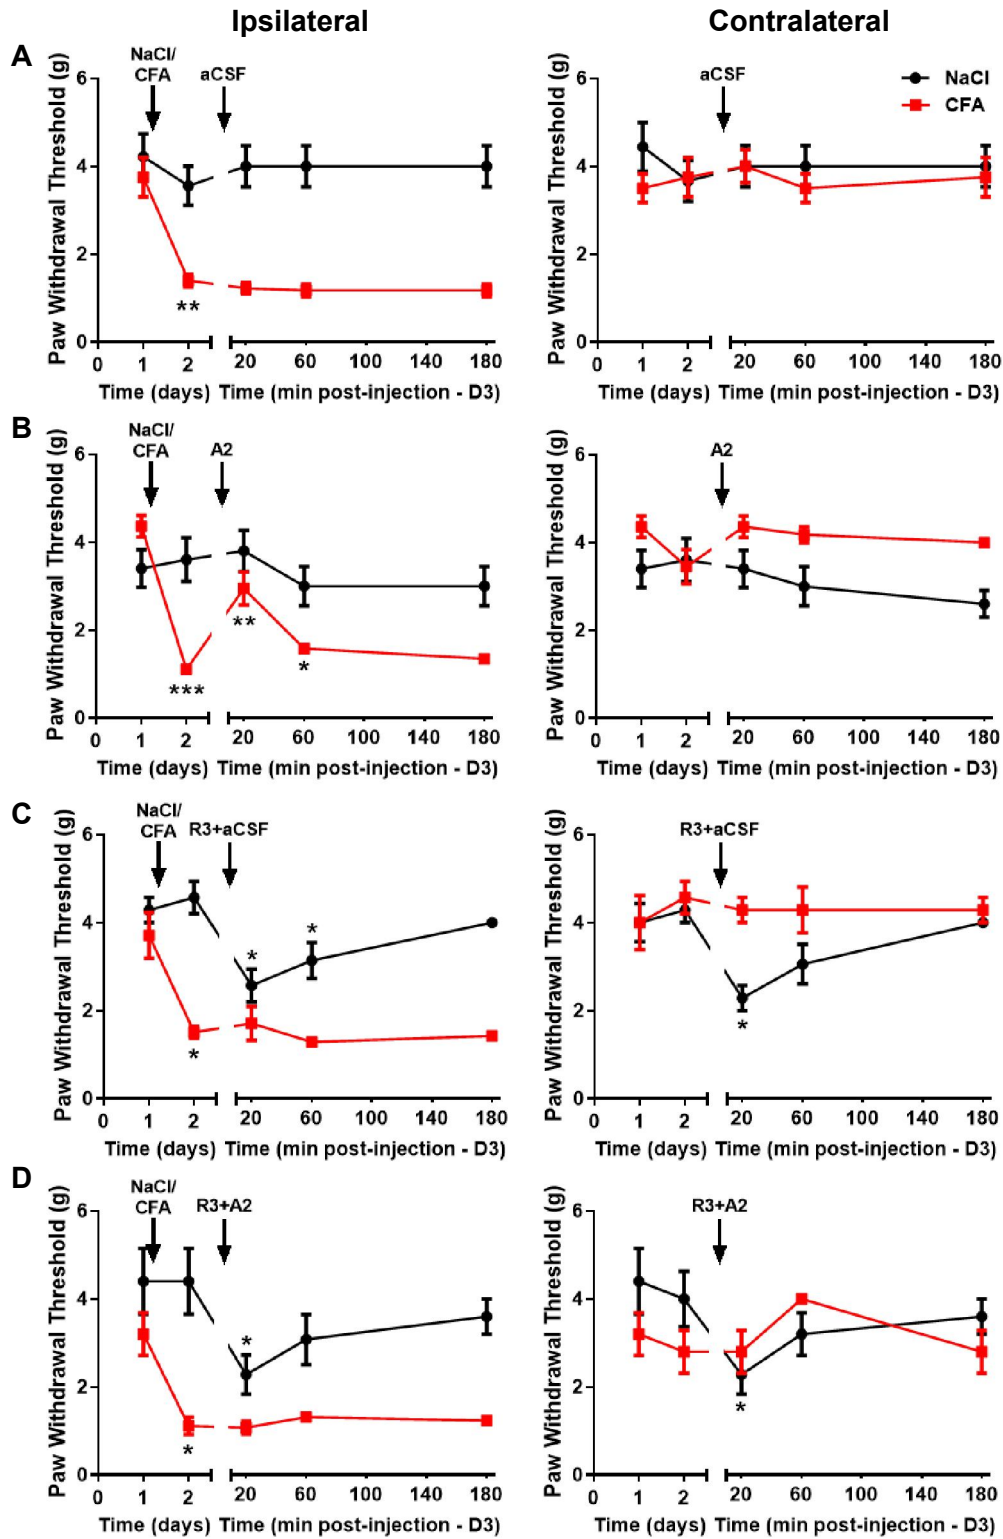 Ipsilateral
Contralateral
A
NaCl/
CFA
aCSF
Paw Withdrawal Threshold (g)
6
4
2
0
0 1 2 20 60 100 140 180
Time (days) Time (min post-injection - D3)
aCSF
NaCl
CFA
Paw Withdrawal Threshold (g)
6
4
2
0
0 1 2 20 60 100 140 180
Time (days) Time (min post-injection - D3)
**
B
NaCl/
CFA
A2
Paw Withdrawal Threshold (g)
6
4
2
0
***
**
*
0 1 2 20 60 100 140 180
Time (days) Time (min post-injection - D3)
A2
Paw Withdrawal Threshold (g)
6
4
2
0
0 1 2 20 60 100 140 180
Time (days) Time (min post-injection - D3)
C
NaCl/
CFA
R3+aCSF
Paw Withdrawal Threshold (g)
6
4
2
0
*
*
*
0 1 2 20 60 100 140 180
Time (days) Time (min post-injection - D3)
R3+aCSF
Paw Withdrawal Threshold (g)
6
4
2
0
*
0 1 2 20 60 100 140 180
Time (days) Time (min post-injection - D3)
D
NaCl/
CFA
R3+A2
Paw Withdrawal Threshold (g)
6
4
2
0
*
*
0 1 2 20 60 100 140 180
Time (days) Time (min post-injection - D3)
R3+A2
Paw Withdrawal Threshold (g)
6
4
2
0
*
0 1 2 20 60 100 140 180
Time (days) Time (min post-injection - D3)